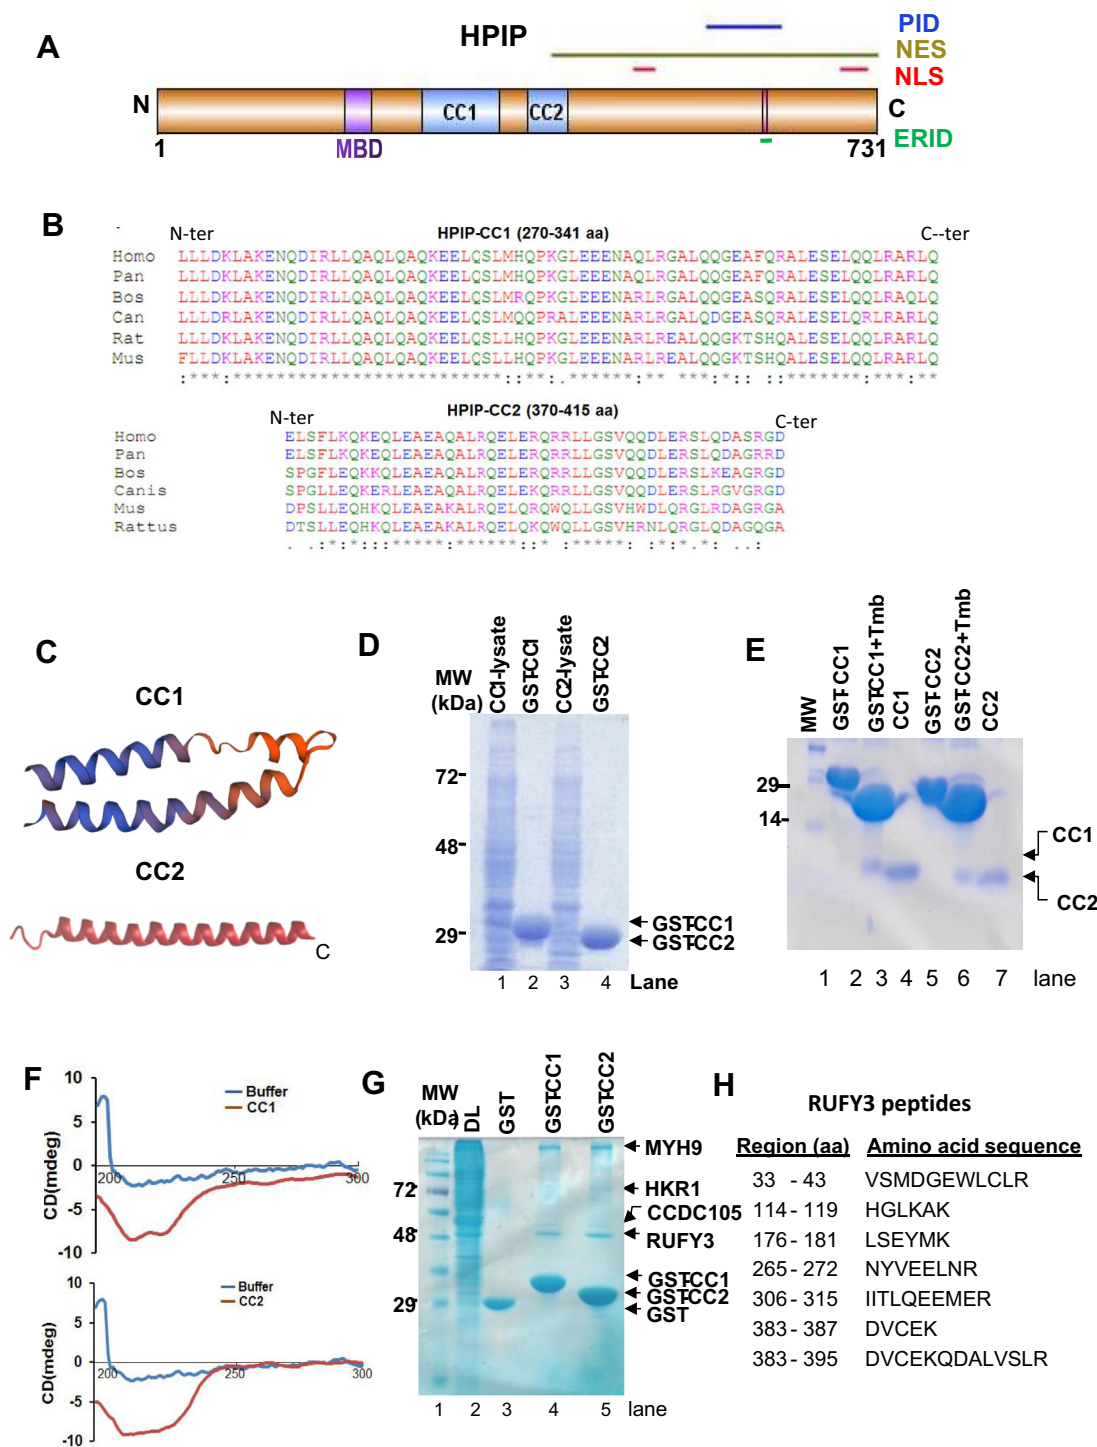 A
HPIP
PID
NES
NLS
N
CC1
CC2
C
1
MBD
731
ERID
B
N-ter
HPIP-CC1 (270-341 aa)
C--ter
Homo LLLDKLAKENQDIRLLQAQLQAQKEELQSLMHQPKGLEEENAQLRGALQQGEAFQRALESELQQLRARLQ
Pan LLLDKLAKENQDIRLLQAQLQAQKEELQSLMHQPKGLEEENAQLRGALQQGEAFQRALESELQQLRARLQ
Bos LLLDKLAKENQDIRLLQAQLQAQKEELQSLMRQPKGLEEENARLRGALQQGEASQRALESELQQLRAQLQ
Can LLLDRLAKENQDIRLLQAQLQAQKEELQSLMQQPRALEEENARLRGALQDGEASQRALESELQRLRARLQ
Rat LLLDKLAKENQDIRLLQAQLQAQKEELQSLLHQPKGLEEENARLREALQQGKTSHQALESELQQLRARLQ
Mus FLLDKLAKENQDIRLLQAQLQAQKEELQSLLHQPKGLEEENARLREALQQGKTSHQALESELQQLRARLQ
N-ter
HPIP-CC2 (370-415 aa)
C-ter
Homo ELSFLKQKEQLEAEAQALRQELERQRRLLGSVQQDLERSLQDASRGD
Pan ELSFLKQKEQLEAEAQALRQELERQRRLLGSVQQDLERSLQDAGRRD
Bos SPGFLEQKEQLEAEAQALRQELERQRRLLGSVQQDLERSLKEAGRGD
Canis SPGLLEQKERLEAEAQALRQELEKQRRLLGSVQQDLERSLRGVGRGD
Mus DPSLLEQHKQLEAEAKALRQELQRQWQLLGSVHWDLQRGLRDAGRGA
Rattus DTSLLEQHKQLEAEAKALRQELQKQWQLLGSVHRNLQRGLQDAGQGA
C
CC1
CC2
C
D
MW
(kDa)
CC1-lysate
GST-CC1
CC2-lysate
GST-CC2
72
48
29
GST-CC1
GST-CC2
1 2 3 4 Lane
E
MW
GST-CC1
GST-CC1+Tmb
CC1
GST-CC2
GST-CC2+Tmb
CC2
29
14
CC1
CC2
1 2 3 4 5 6 7 lane
F
CD(mdeg)
10
5
0
-5
-10
200
250
300
Buffer
CC1
CD(mdeg)
10
5
0
-5
-10
200
250
300
Buffer
CC2
G
MW
(kDa)
DL
GST
GST-CC1
GST-CC2
72
48
29
MYH9
HKR1
CCDC105
RUFY3
GST-CC1
GST-CC2
GST
1 2 3 4 5 lane
H
RUFY3 peptides
Region (aa) Amino acid sequence
33 - 43 VSMDGEWLCLR
114 - 119 HGLKAK
176 - 181 LSEYMK
265 - 272 NYVEELNR
306 - 315 IITLQEEMER
383 - 387 DVCEK
383 - 395 DVCEKQDALVSLR